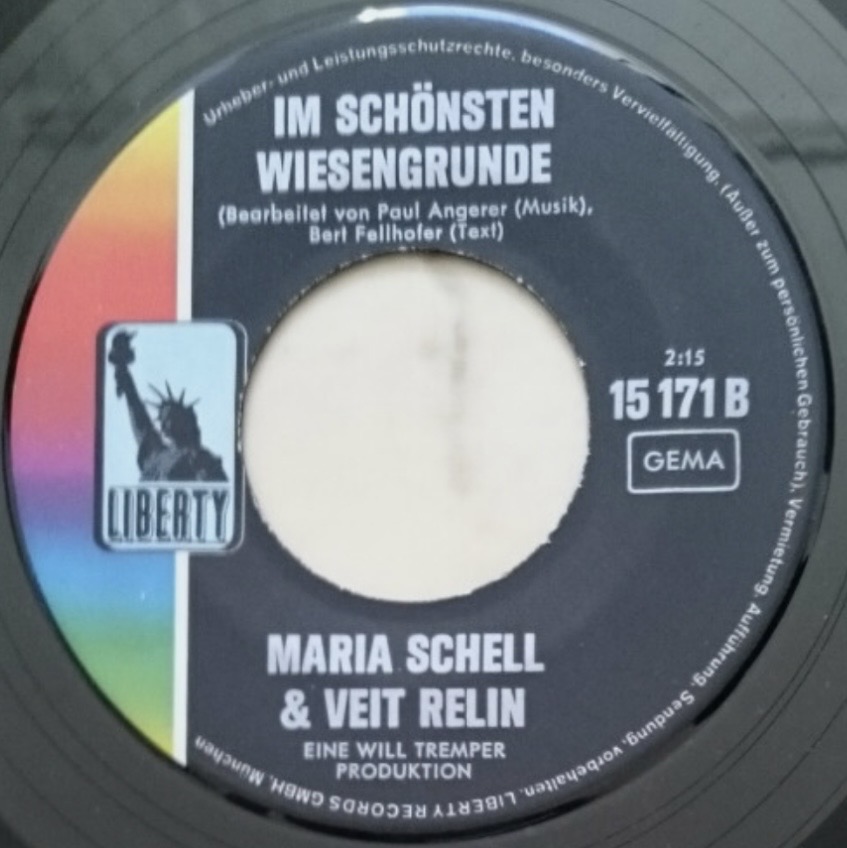 Urheber- und Leistungsschutzrechte, besonders Vervielfältigung, (Außer zum persönlichen Gebrauch), Vermietung, Aufführung, Sendung, vorbehalten. LIBERTY RECORDS GMBH, München
IM SCHÖNSTEN
WIESENGRUNDE
(Bearbeitet von Paul Angerer (Musik),
Bert Fellhofer (Text)
2:15
15 171 B
GEMA
LIBERTY
MARIA SCHELL
& VEIT RELIN
EINE WILL TREMPER
PRODUKTION